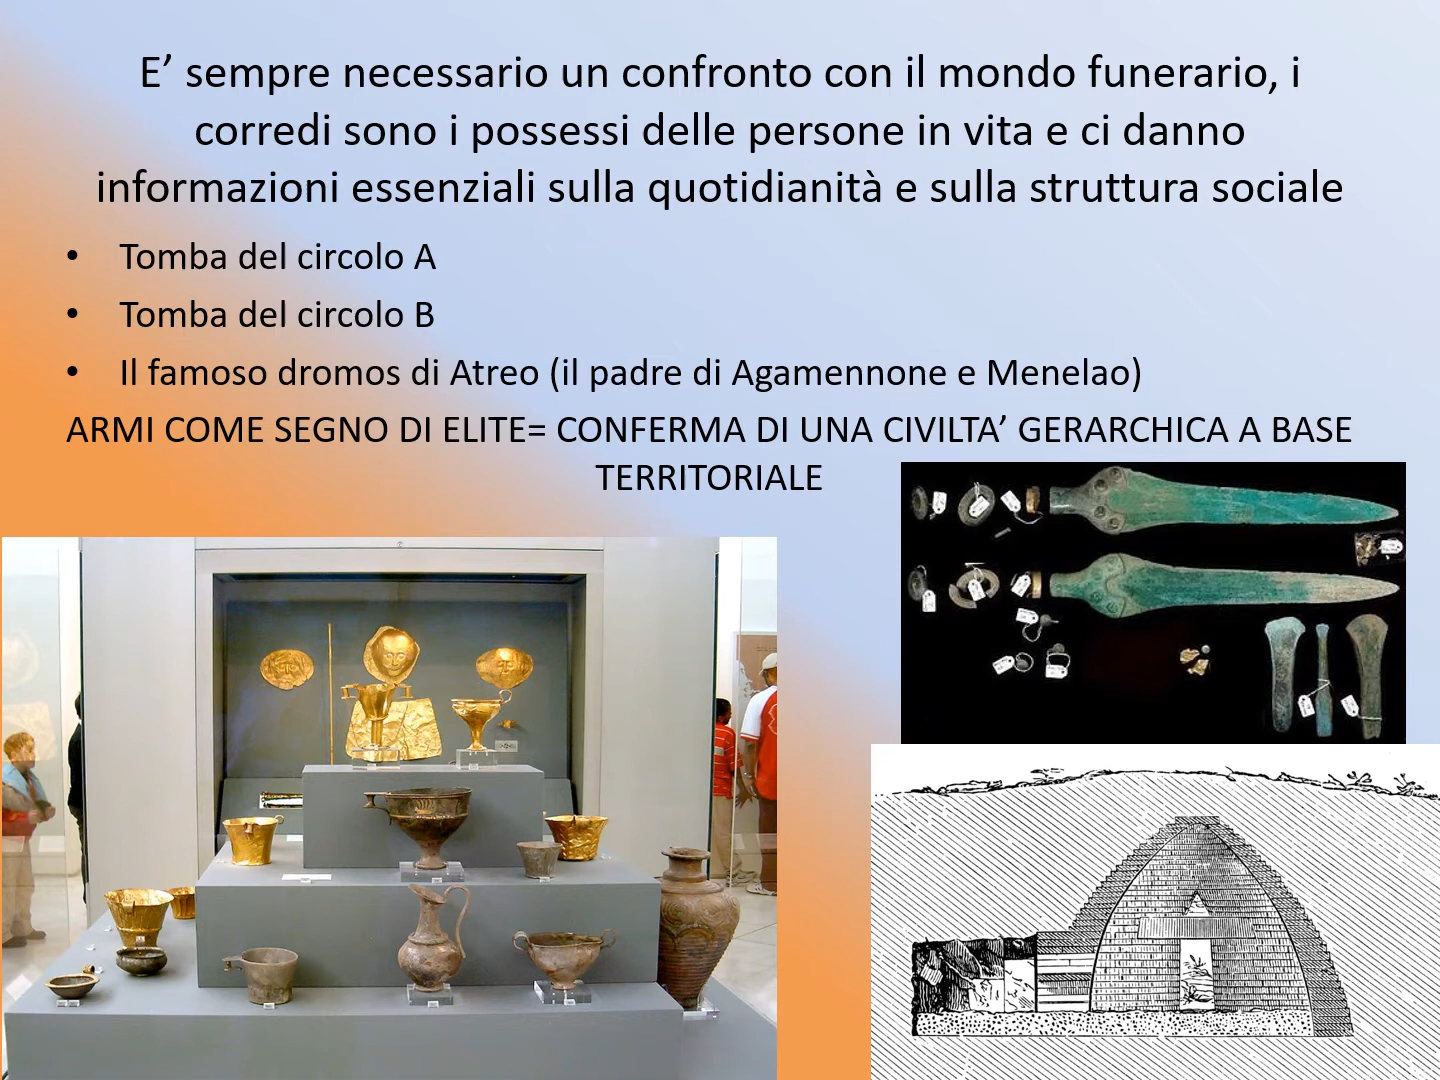 E’ sempre necessario un confronto con il mondo funerario, i
corredi sono i possessi delle persone in vita e ci danno
informazioni essenziali sulla quotidianità e sulla struttura sociale
• Tomba del circolo A
• Tomba del circolo B
• Il famoso dromos di Atreo (il padre di Agamennone e Menelao)
ARMI COME SEGNO DI ELITE= CONFERMA DI UNA CIVILTA’ GERARCHICA A BASE
TERRITORIALE